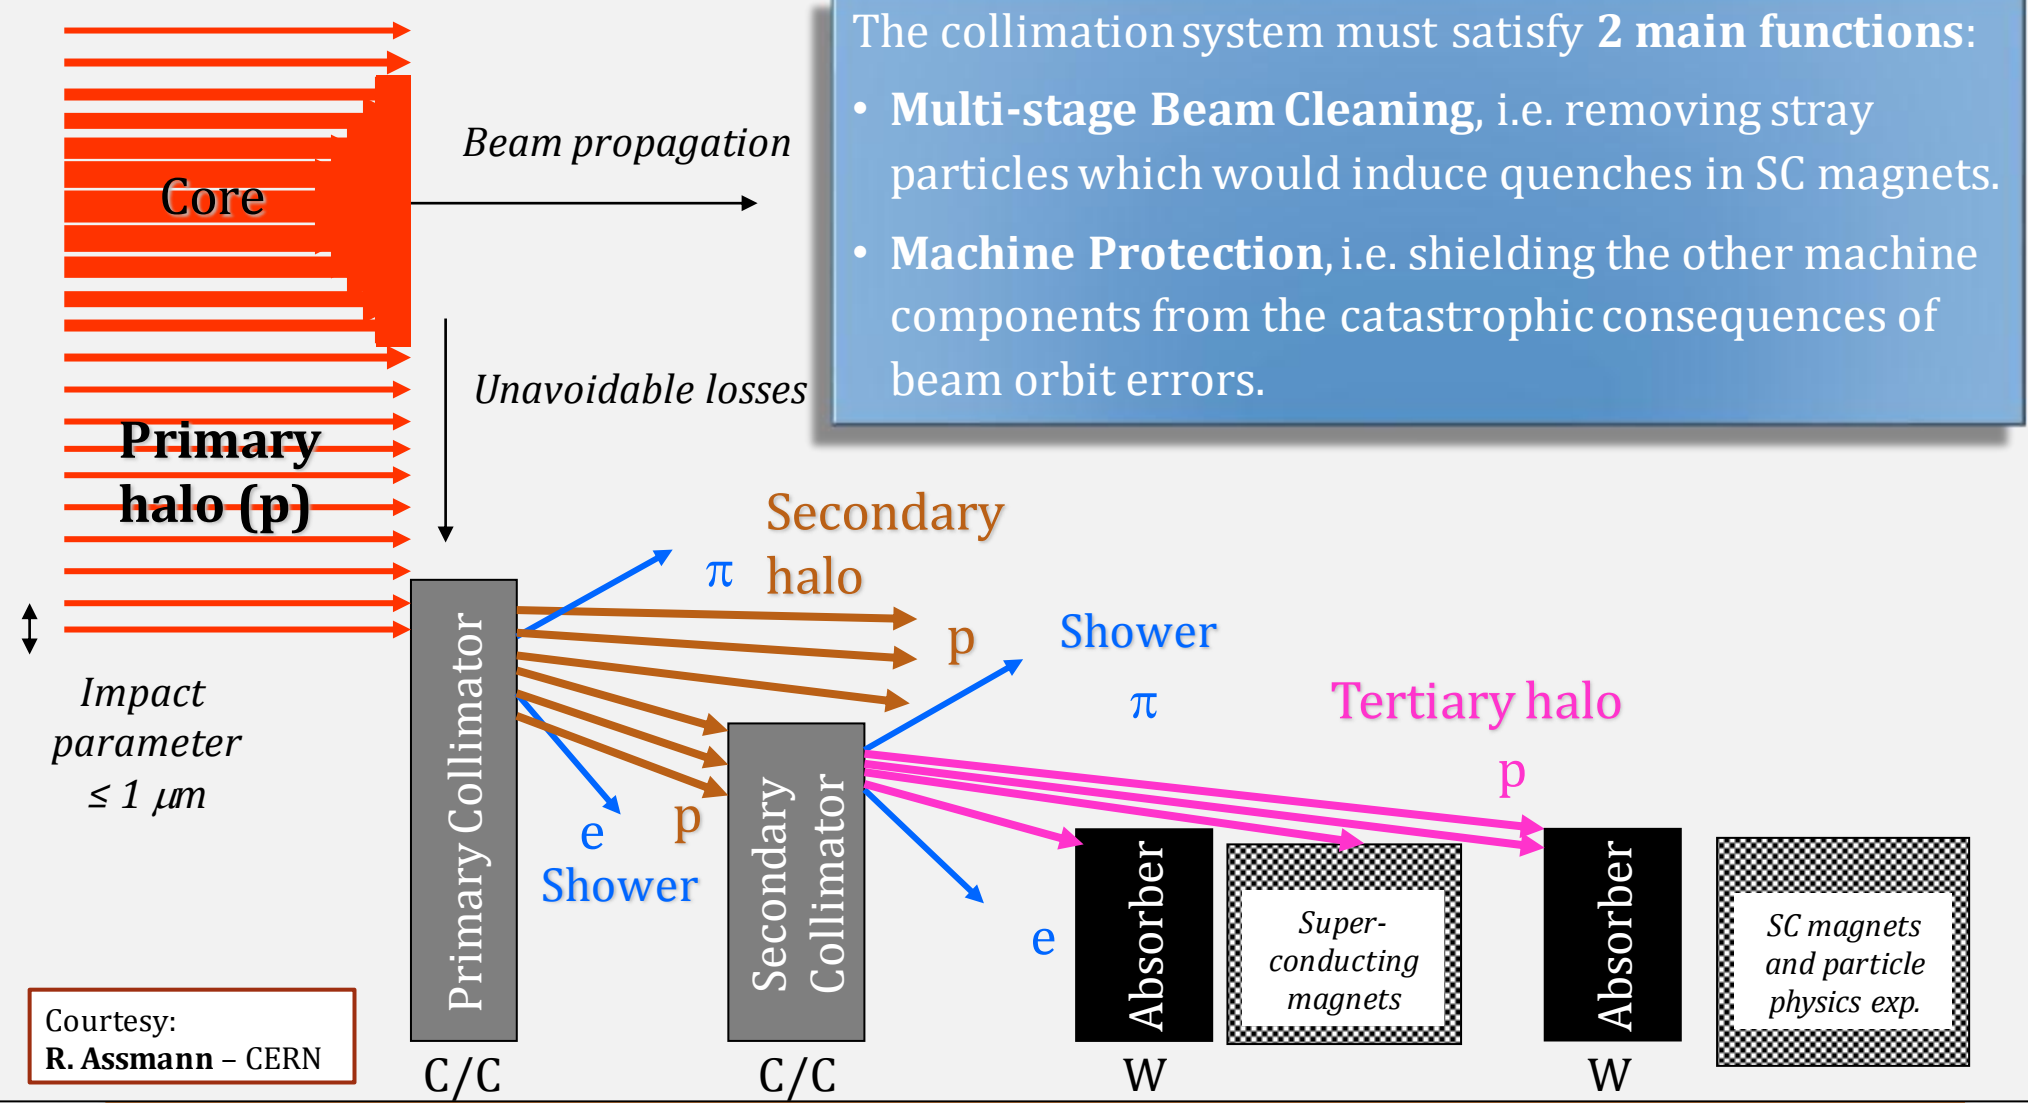 The collimation system must satisfy 2 main functions:
• Multi-stage Beam Cleaning, i.e. removing stray
particles which would induce quenches in SC magnets.
• Machine Protection, i.e. shielding the other machine
components from the catastrophic consequences of
beam orbit errors.
Core
Beam propagation
Unavoidable losses
Primary
halo (p)
Impact
parameter
≤ 1 μm
Secondary
halo
π
p
e
Shower
p
Shower
π
e
Tertiary halo
p
Primary Collimator
Secondary
Collimator
Absorber
Super-
conducting
magnets
Absorber
SC magnets
and particle
physics exp.
C/C
C/C
W
W
Courtesy:
R. Assmann – CERN